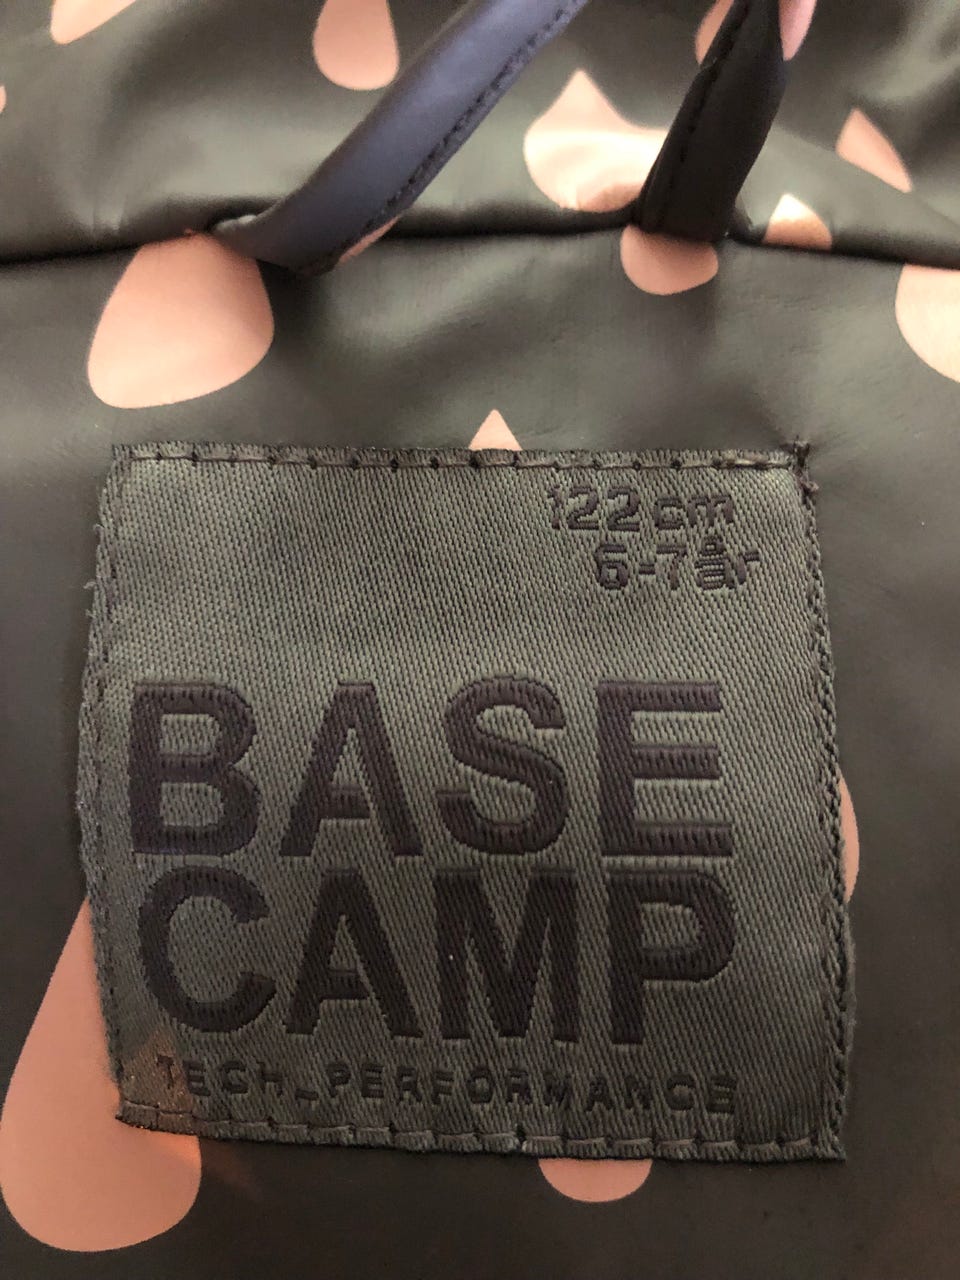 122 cm
6-7 år
BASE
CAMP
TECH_PERFORMANCE